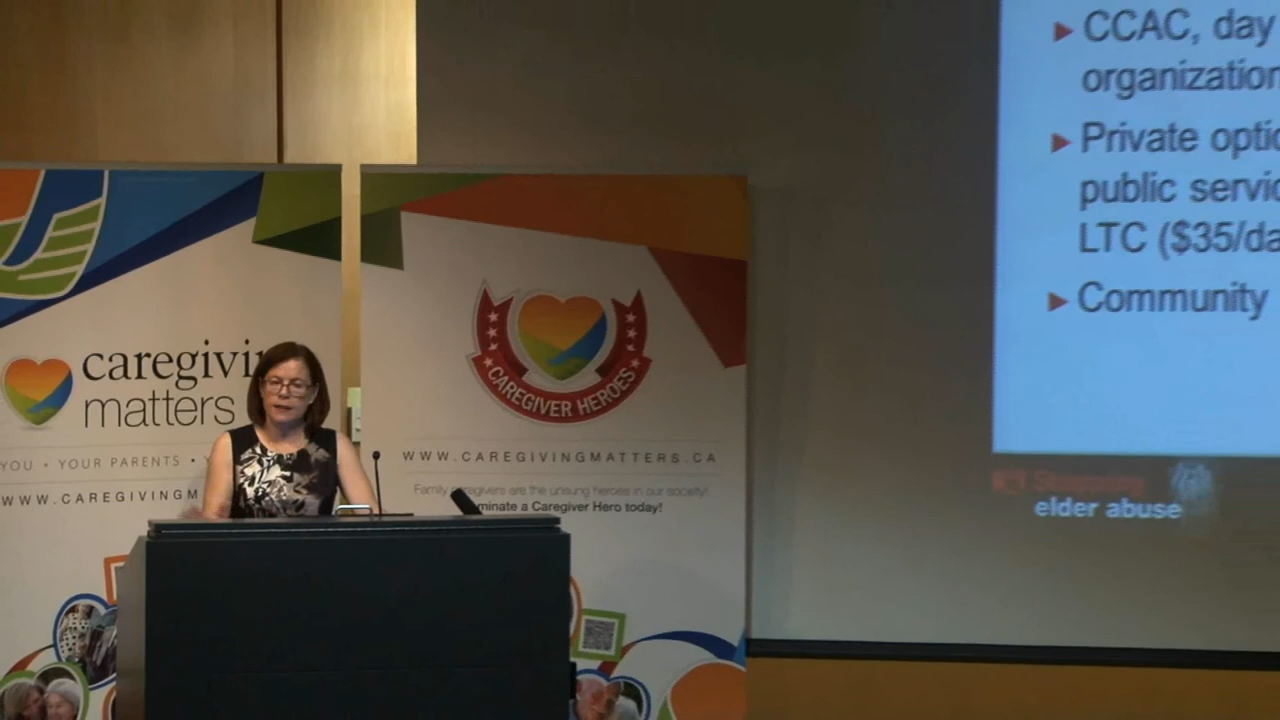 caregivi
matters
YOU • YOUR PARENTS •
WWW.CAREGIVINGM
CAREGIVER HEROES
WWW.CAREGIVINGMATTERS.CA
Family caregivers are the unsung heroes in our society!
minate a Caregiver Hero today!
CCAC, day
organization
Private optio
public servic
LTC ($35/da
Community
elder abuse